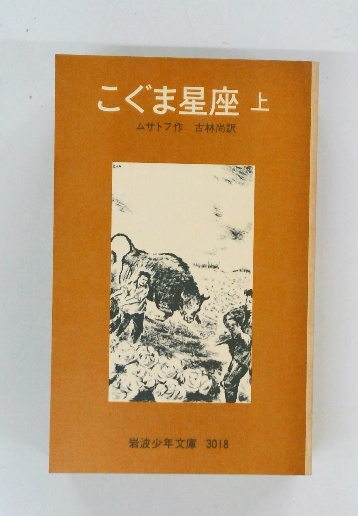 こぐま星座 上
ムサトフ作 古林尚訳
岩波少年文庫 3018